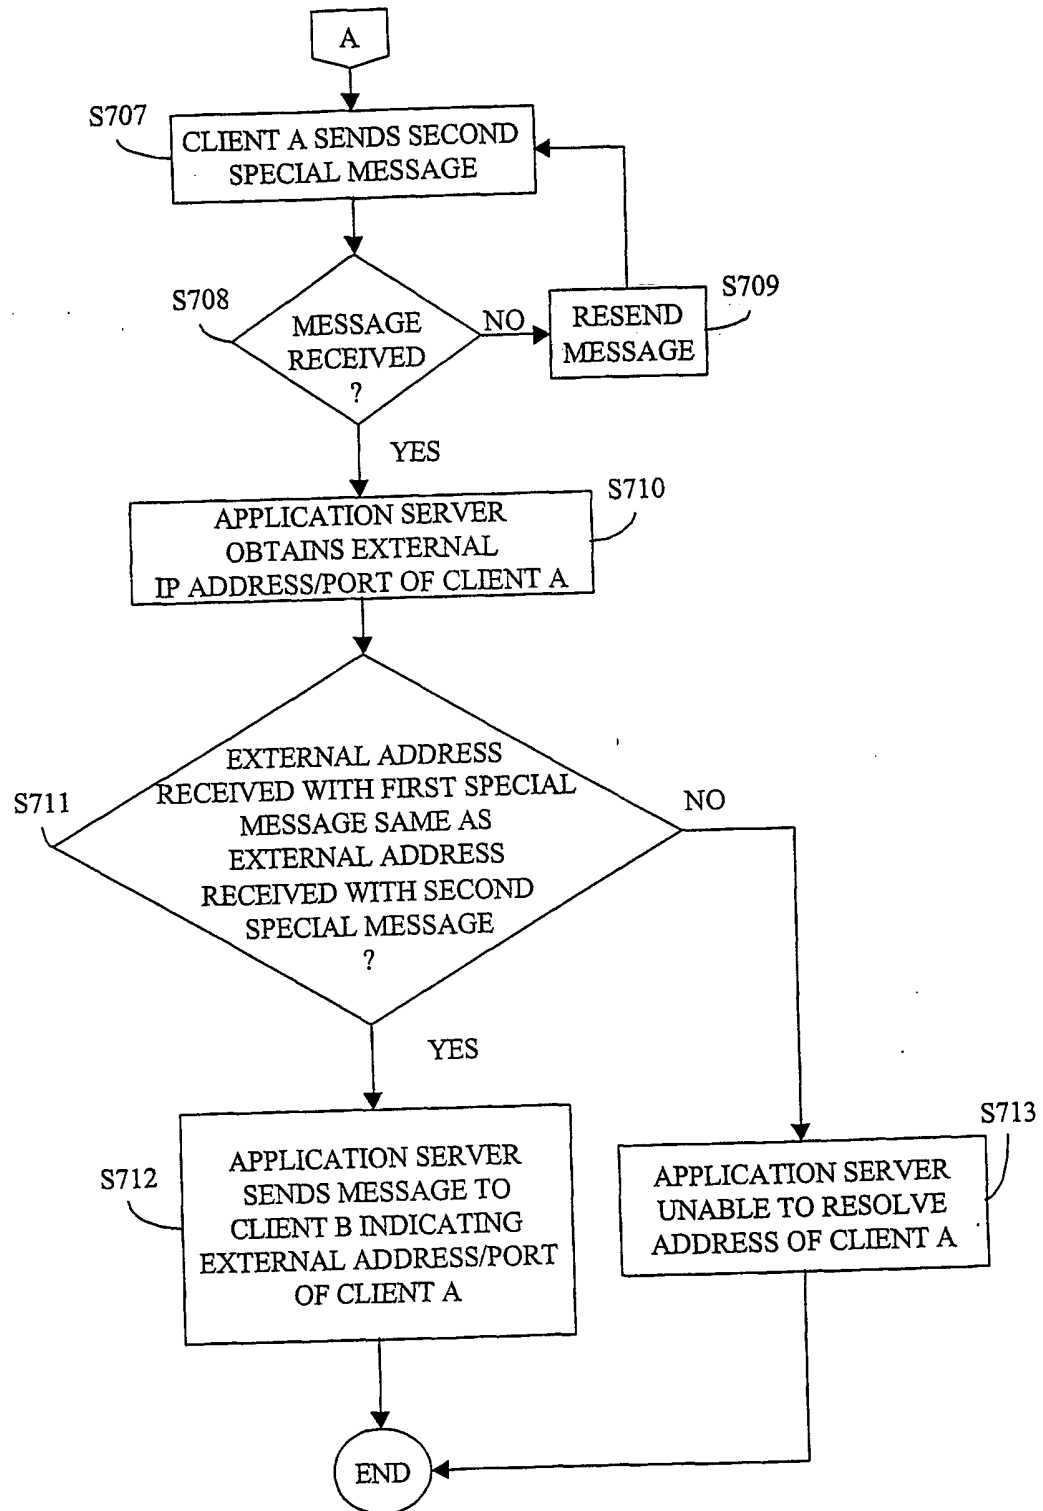 A
S707
CLIENT A SENDS SECOND
SPECIAL MESSAGE
S708
MESSAGE
RECEIVED
?
NO
S709
RESEND
MESSAGE
YES
S710
APPLICATION SERVER
OBTAINS EXTERNAL
IP ADDRESS/PORT OF CLIENT A
S711
EXTERNAL ADDRESS
RECEIVED WITH FIRST SPECIAL
MESSAGE SAME AS
EXTERNAL ADDRESS
RECEIVED WITH SECOND
SPECIAL MESSAGE
?
NO
YES
S712
APPLICATION SERVER
SENDS MESSAGE TO
CLIENT B INDICATING
EXTERNAL ADDRESS/PORT
OF CLIENT A
S713
APPLICATION SERVER
UNABLE TO RESOLVE
ADDRESS OF CLIENT A
END